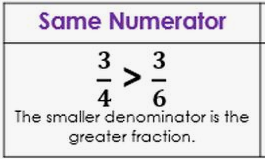 Same Numerator
3/4 > 3/6
The smaller denominator is the
greater fraction.